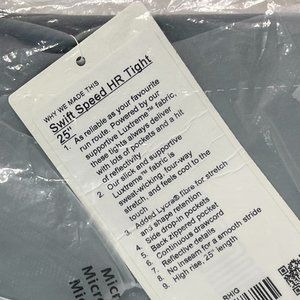 WHY WE MADE THIS
Swift Speed HR Tight
25"
1. As reliable as your favourite
run route. Powered by our
supportive Luxtreme™ fabric,
these tights always deliver
with lots of pockets and a hit
of reflectivity
2. Our slick and supportive
Luxtreme™ fabric is
sweat-wicking, four-way
stretch, and feels cool to the
touch
3. Added Lycra® fibre for stretch
and shape retention
4. Side drop-in pockets
5. Back zippered pocket
6. Continuous drawcord
7. Reflective details
8. No inseam for a smooth stride
9. High rise, 25" length
Micro
Micro
Micro